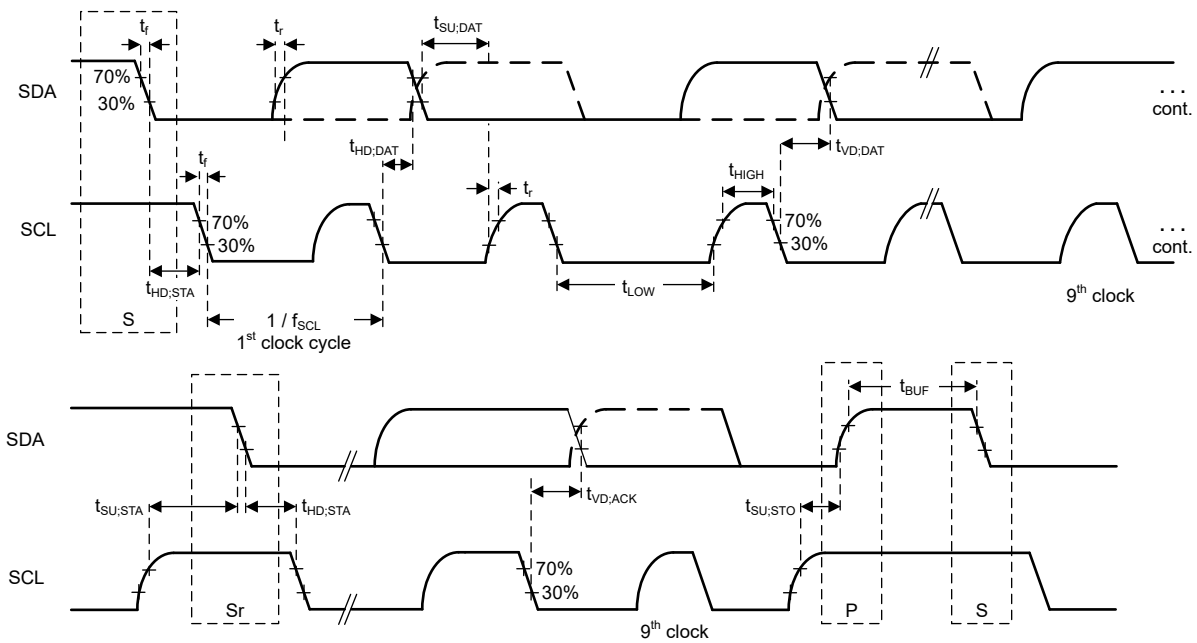 tf
tr
tSU;DAT
70%
30%
SDA
. . .
cont.
tHD;DAT
tVD;DAT
tf
tr
tHIGH
70%
30%
70%
30%
SCL
. . .
cont.
tHD;STA
tLOW
S
1 / fSCL
1st clock cycle
9th clock
tBUF
SDA
tSU;STA
tHD;STA
tVD;ACK
tSU;STO
70%
30%
SCL
Sr
P
S
9th clock